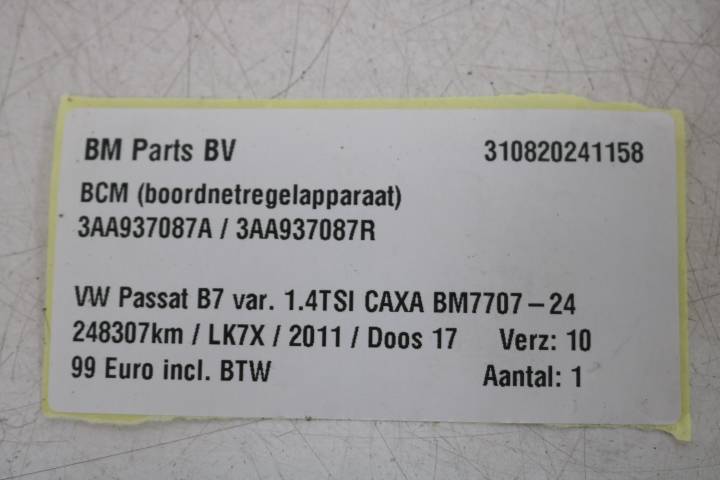 BM Parts BV 310820241158
BCM (boordnetregelapparaat)
3AA937087A / 3AA937087R
VW Passat B7 var. 1.4TSI CAXA BM7707-24
248307km / LK7X / 2011 / Doos 17 Verz: 10
99 Euro incl. BTW Aantal: 1